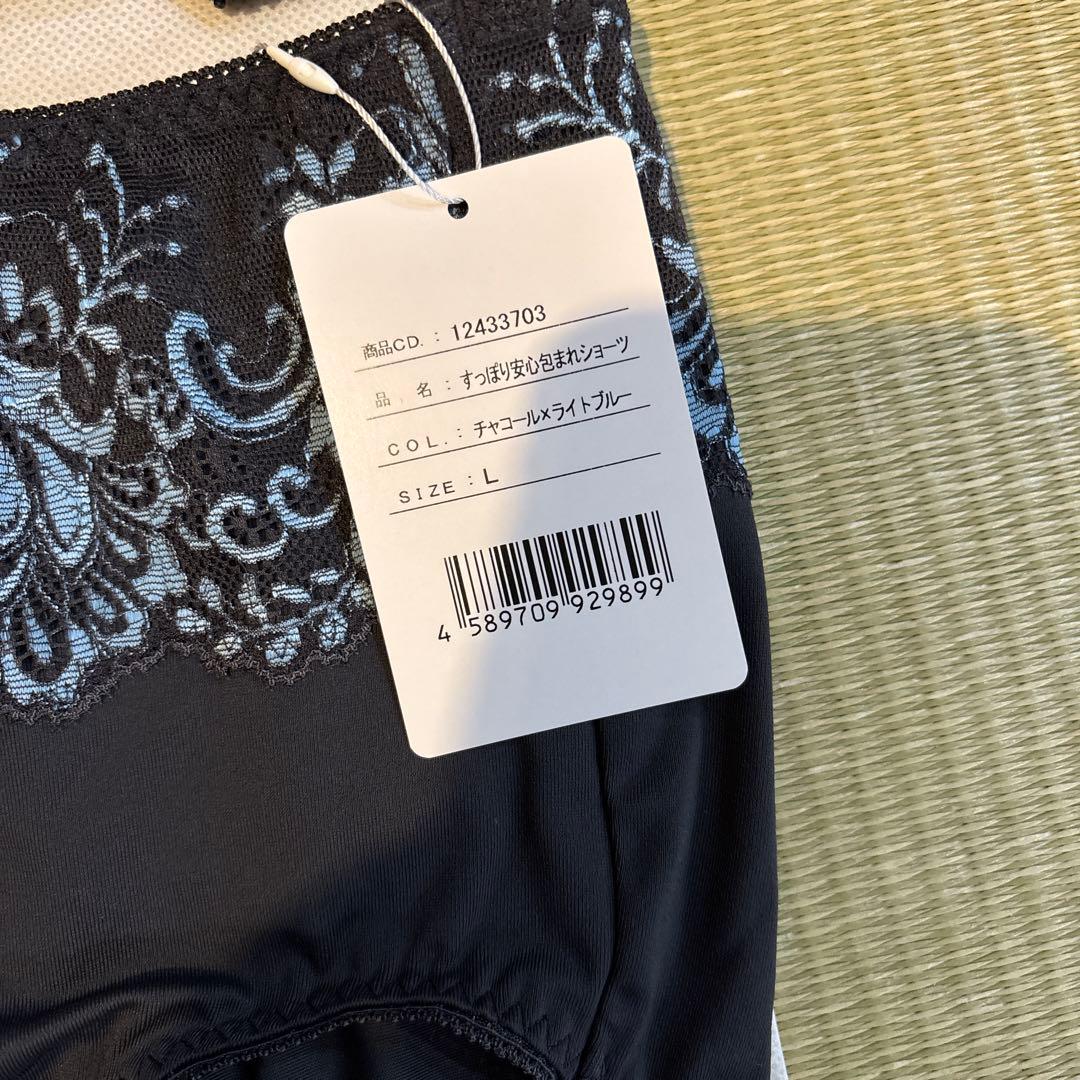 商品CD.：12433703
品 名：すっぽり安心包まれショーツ
COL.：チャコール×ライトブルー
SIZE：L
4 589709 929899